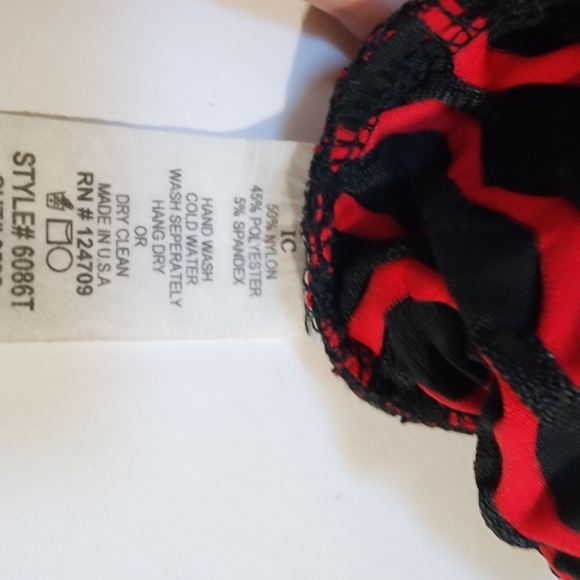 IC
50% NYLON
45% POLYESTER
5% SPANDEX
HAND WASH
COLD WATER
WASH SEPERATELY
HANG DRY
OR
DRY CLEAN
MADE IN U.S.A
RN # 124709
STYLE# 6086T